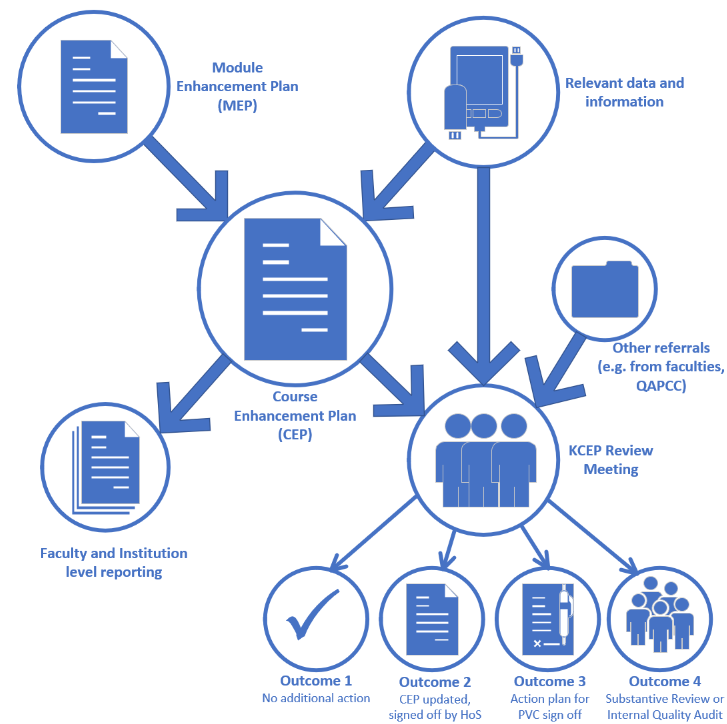 Module
Enhancement Plan
(MEP)
Relevant data and
information
Other referrals
(e.g. from faculties,
QAPCC)
Course
Enhancement Plan
(CEP)
KCEP Review
Meeting
Faculty and Institution
level reporting
Outcome 1
No additional action
Outcome 2
CEP updated,
signed off by HoS
Outcome 3
Action plan for
PVC sign off
Outcome 4
Substantive Review or
Internal Quality Audit